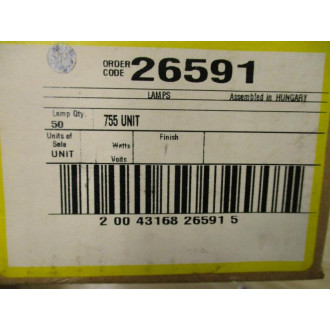 ORDER CODE 26591
LAMPS Assembled in HUNGARY
Lamp Qty. 50 755 UNIT
Units of Sale UNIT Watts Volts Finish
2 00 43168 26591 5